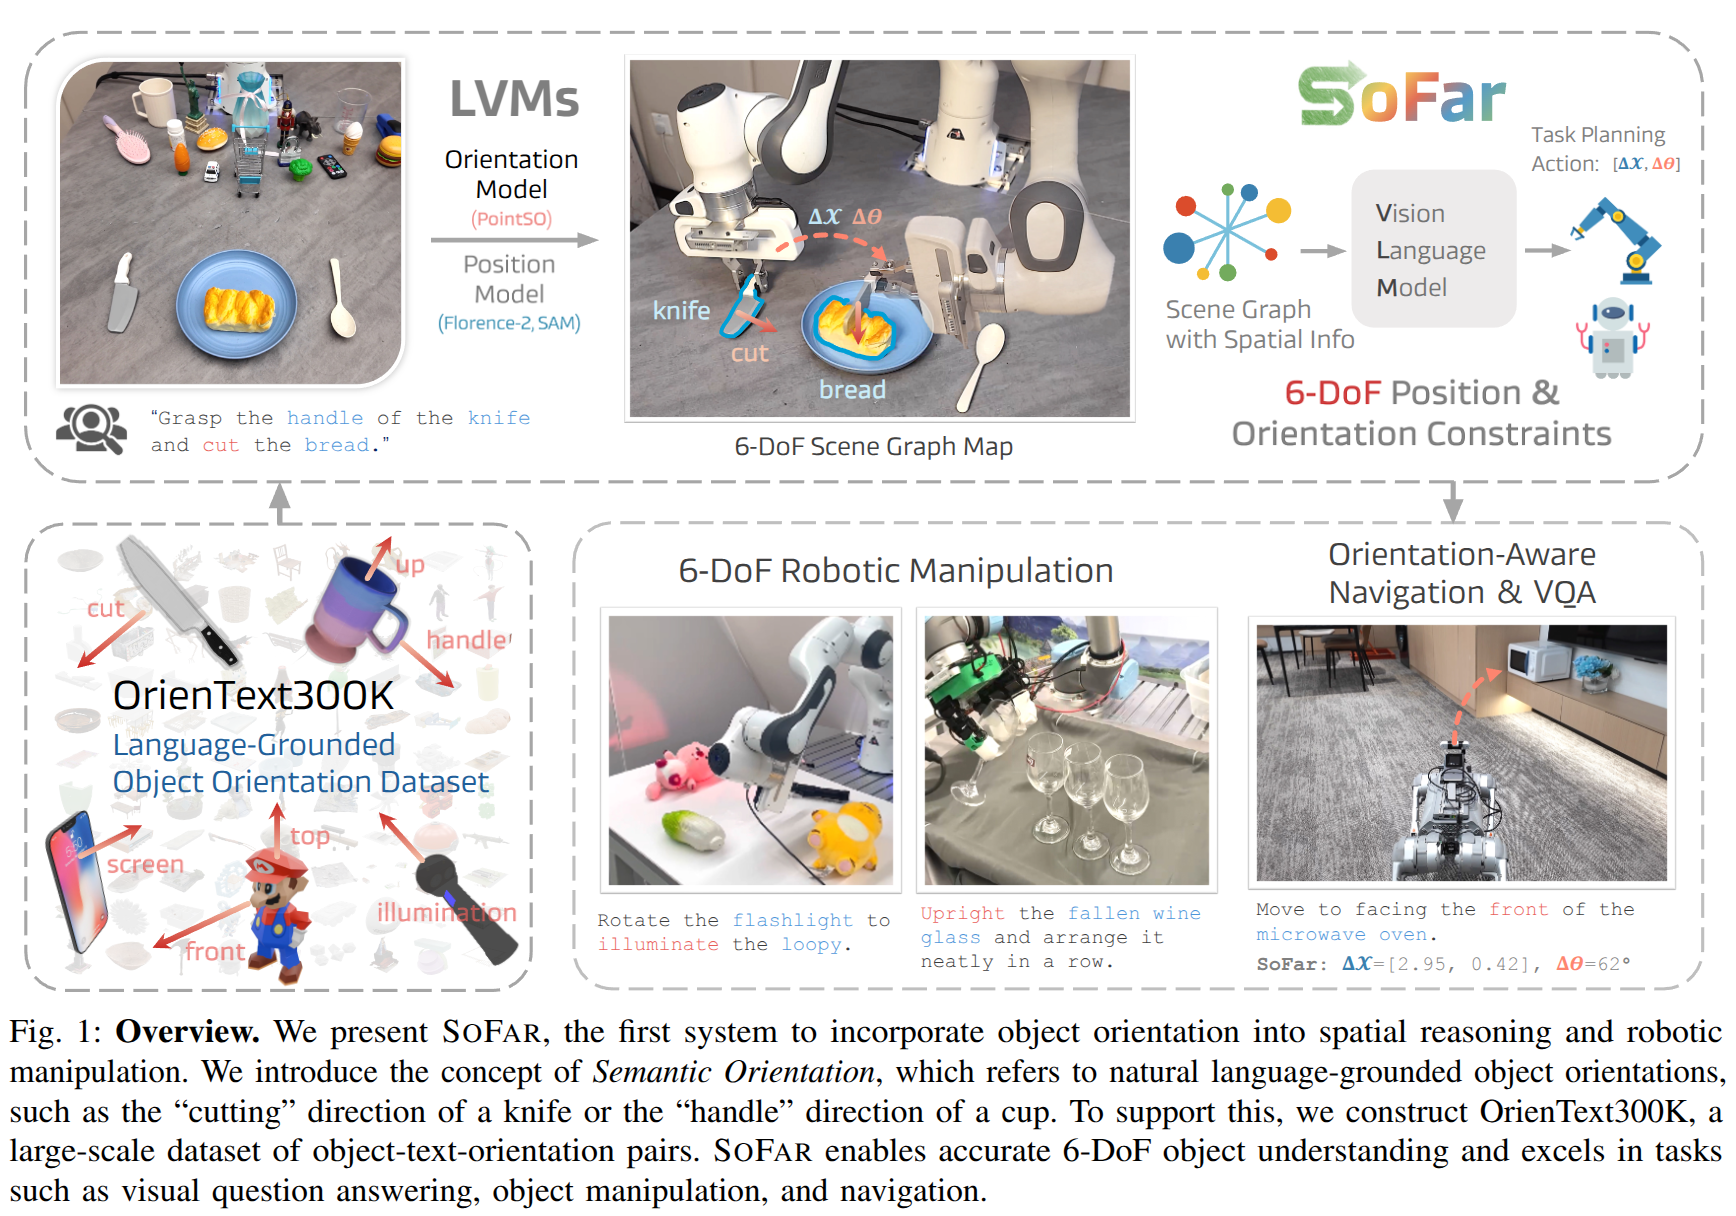 LVMs
Orientation
Model
(PointSO)
Position
Model
(Florence-2, SAM)
"Grasp the handle of the knife
and cut the bread."
ΔX Δθ
knife
cut
bread
6-DoF Scene Graph Map
SoFar
Task Planning
Action: [ΔX, Δθ]
Vision
Language
Model
Scene Graph
with Spatial Info
6-DoF Position &
Orientation Constraints
cut
up
handle
OrienText300K
Language-Grounded
Object Orientation Dataset
screen
top
illumination
front
6-DoF Robotic Manipulation
Rotate the flashlight to
illuminate the loopy.
Upright the fallen wine
glass and arrange it
neatly in a row.
Orientation-Aware
Navigation & VQA
Move to facing the front of the
microwave oven.
SoFar: ΔX=[2.95, 0.42], Δθ=62°
Fig. 1: Overview. We present SOFAR, the first system to incorporate object orientation into spatial reasoning and robotic
manipulation. We introduce the concept of Semantic Orientation, which refers to natural language-grounded object orientations,
such as the “cutting” direction of a knife or the “handle” direction of a cup. To support this, we construct OrienText300K, a
large-scale dataset of object-text-orientation pairs. SOFAR enables accurate 6-DoF object understanding and excels in tasks
such as visual question answering, object manipulation, and navigation.